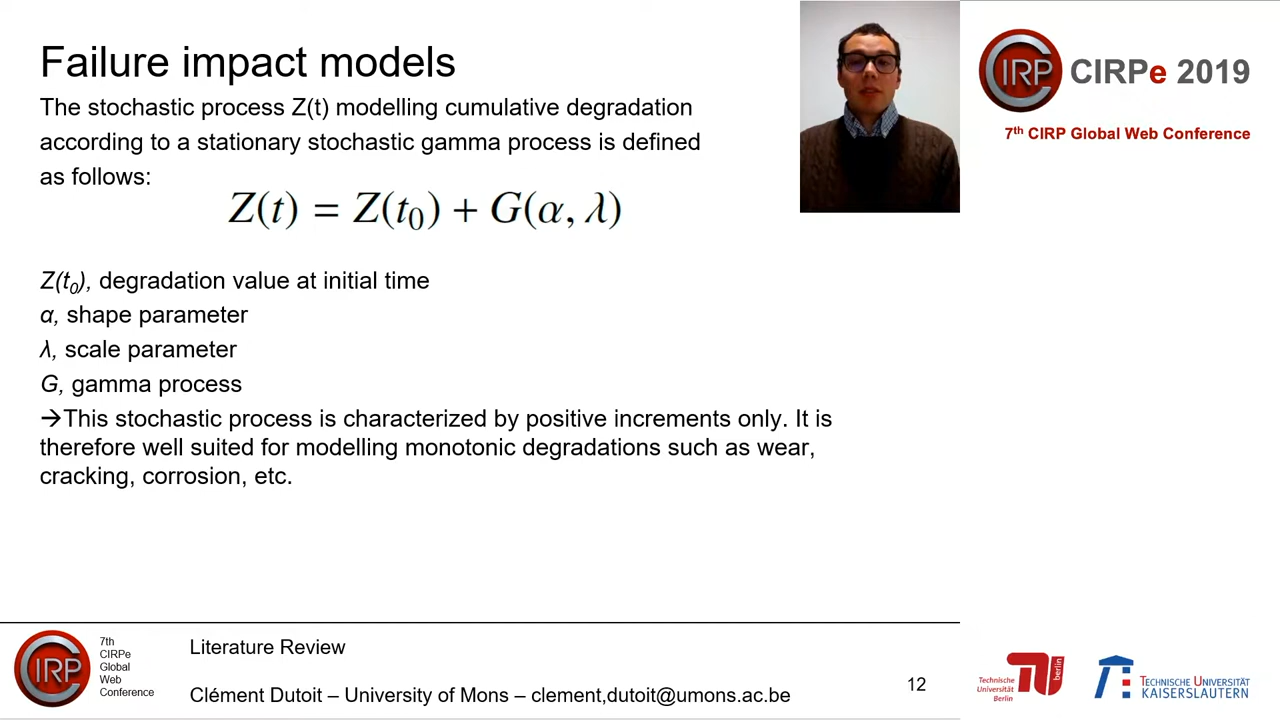 Failure impact models
The stochastic process Z(t) modelling cumulative degradation
according to a stationary stochastic gamma process is defined
as follows:
Z(t) = Z(t₀) + G(α, λ)
Z(t₀), degradation value at initial time
α, shape parameter
λ, scale parameter
G, gamma process
→This stochastic process is characterized by positive increments only. It is
therefore well suited for modelling monotonic degradations such as wear,
cracking, corrosion, etc.
CIRP
CIRPe 2019
7th CIRP Global Web Conference
CIRP
7th
CIRPe
Global
Web
Conference
Literature Review
Clément Dutoit – University of Mons – clement,dutoit@umons.ac.be
12
Technische
Universität
Berlin
berlin
TECHNISCHE UNIVERSITÄT
KAISERSLAUTERN